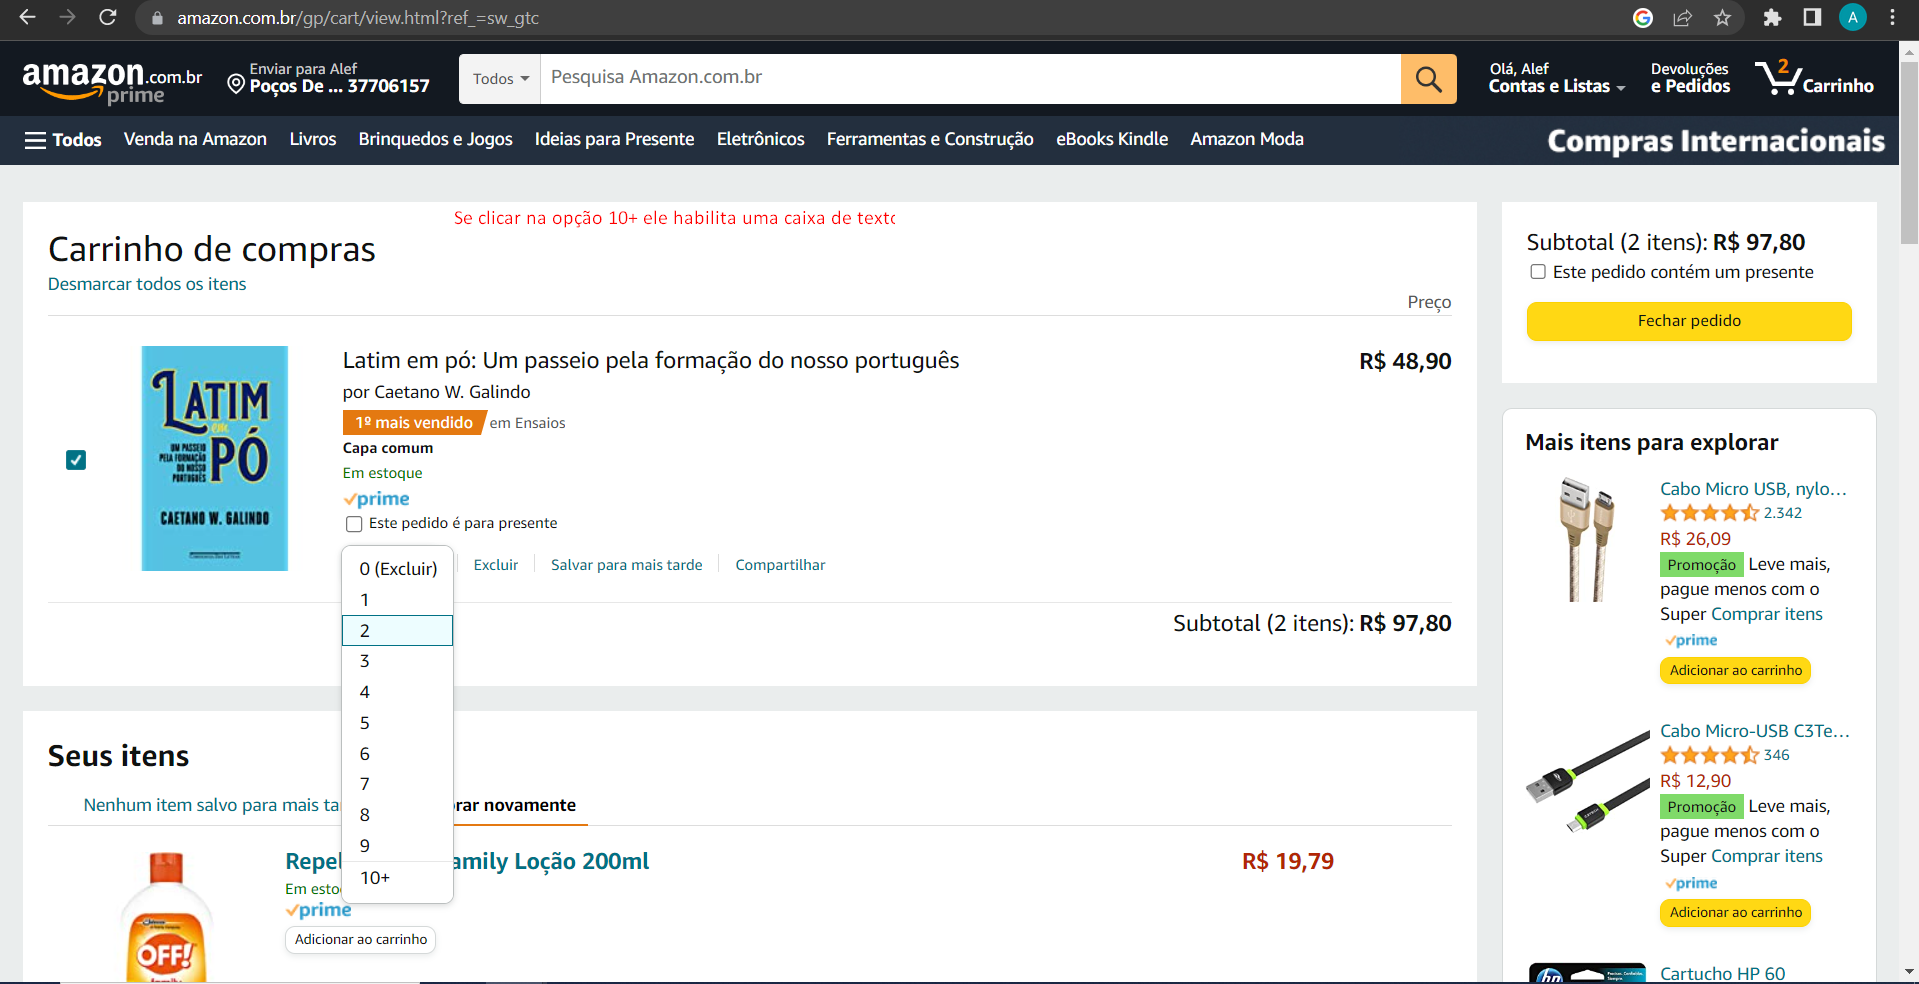 amazon.com.br/gp/cart/view.html?ref_=sw_gtc
A
amazon.com.br
prime
Enviar para Alef
Poços De ... 37706157
Todos
Pesquisa Amazon.com.br
Olá, Alef
Contas e Listas
Devoluções
e Pedidos
2
Carrinho
Todos
Venda na Amazon
Livros
Brinquedos e Jogos
Ideias para Presente
Eletrônicos
Ferramentas e Construção
eBooks Kindle
Amazon Moda
Compras Internacionais
Se clicar na opção 10+ ele habilita uma caixa de texto
Carrinho de compras
Desmarcar todos os itens
Preço
LATIM
em
PÓ
UM PASSEIO
PELA FORMAÇÃO
DO NOSSO
PORTUGUÊS
CAETANO W. GALINDO
Latim em pó: Um passeio pela formação do nosso português
R$ 48,90
por Caetano W. Galindo
1º mais vendido em Ensaios
Capa comum
Em estoque
prime
Este pedido é para presente
0 (Excluir)
1
2
3
4
5
6
7
8
9
10+
Excluir
Salvar para mais tarde
Compartilhar
Subtotal (2 itens): R$ 97,80
Seus itens
Nenhum item salvo para mais ta
rar novamente
OFF!
family
Repel
amily Loção 200ml
R$ 19,79
Em esto
prime
Adicionar ao carrinho
Subtotal (2 itens): R$ 97,80
Este pedido contém um presente
Fechar pedido
Mais itens para explorar
Cabo Micro USB, nylo...
2.342
R$ 26,09
Promoção Leve mais,
pague menos com o
Super Comprar itens
prime
Adicionar ao carrinho
Cabo Micro-USB C3Te...
346
R$ 12,90
Promoção Leve mais,
pague menos com o
Super Comprar itens
prime
Adicionar ao carrinho
hp
Cartucho HP 60